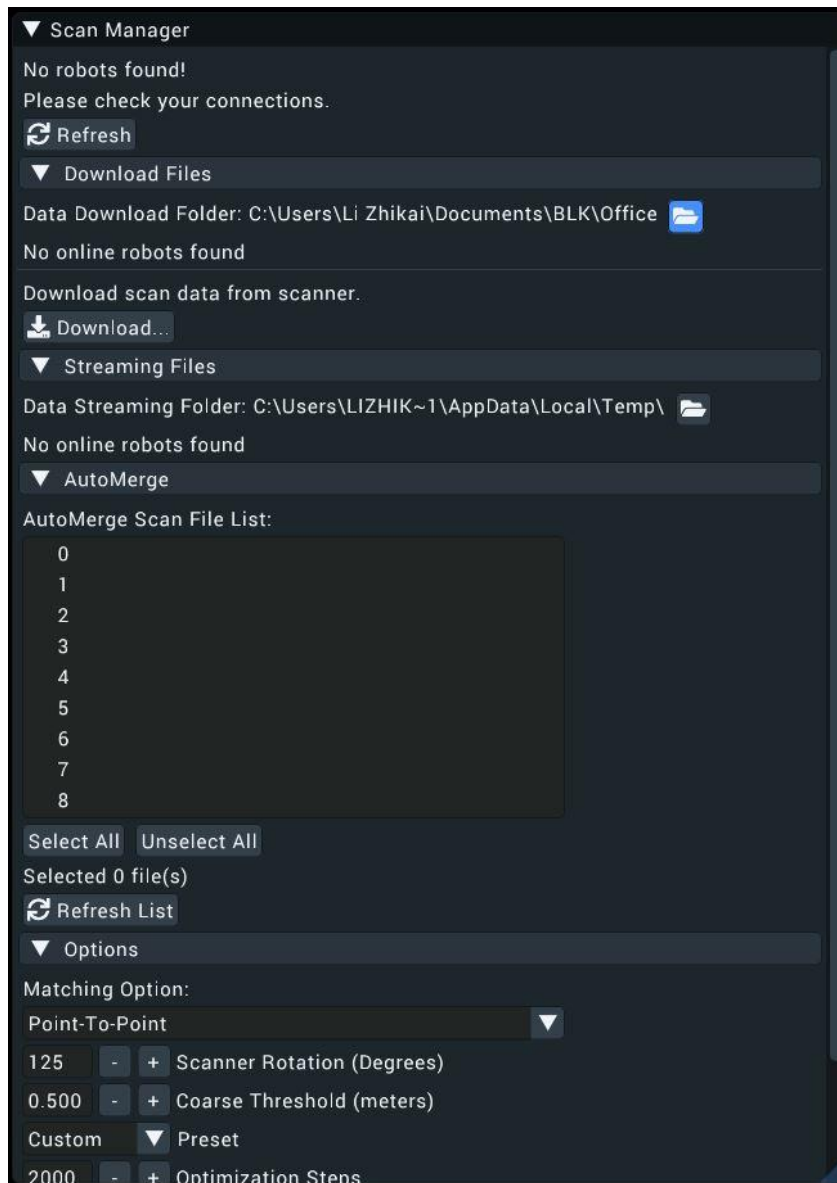 Scan Manager
No robots found!
Please check your connections.
Refresh
Download Files
Data Download Folder: C:\Users\Li Zhikai\Documents\BLK\Office
No online robots found
Download scan data from scanner.
Download...
Streaming Files
Data Streaming Folder: C:\Users\LIZHIK~1\AppData\Local\Temp\
No online robots found
AutoMerge
AutoMerge Scan File List:
0
1
2
3
4
5
6
7
8
Select All Unselect All
Selected 0 file(s)
Refresh List
Options
Matching Option:
Point-To-Point
125 - + Scanner Rotation (Degrees)
0.500 - + Coarse Threshold (meters)
Custom Preset
2000 - + Optimization Steps